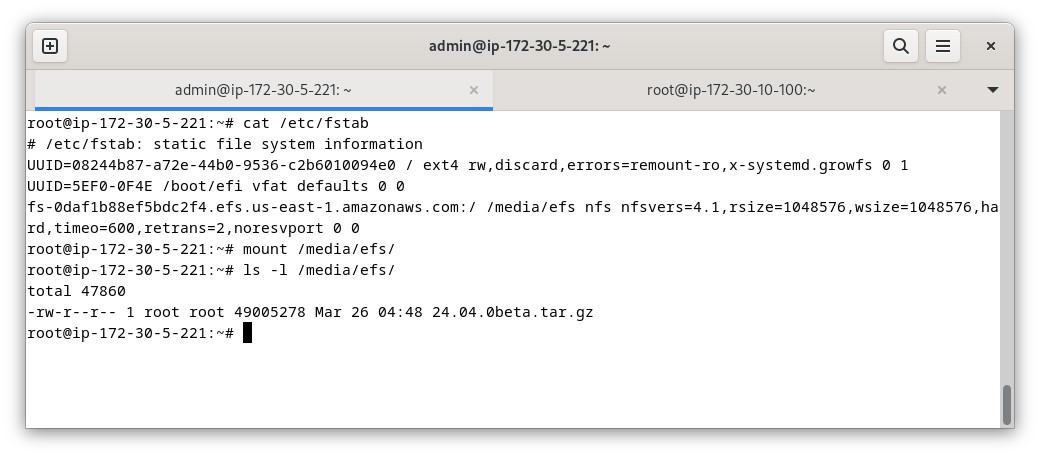 admin@ip-172-30-5-221: ~
admin@ip-172-30-5-221: ~
root@ip-172-30-10-100:~
root@ip-172-30-5-221:~# cat /etc/fstab
# /etc/fstab: static file system information
UUID=08244b87-a72e-44b0-9536-c2b6010094e0 / ext4 rw,discard,errors=remount-ro,x-systemd.growfs 0 1
UUID=5EF0-0F4E /boot/efi vfat defaults 0 0
fs-0daf1b88ef5bdc2f4.efs.us-east-1.amazonaws.com:/ /media/efs nfs nfsvers=4.1,rsize=1048576,wsize=1048576,ha
rd,timeo=600,retrans=2,noresvport 0 0
root@ip-172-30-5-221:~# mount /media/efs/
root@ip-172-30-5-221:~# ls -l /media/efs/
total 47860
-rw-r--r-- 1 root root 49005278 Mar 26 04:48 24.04.0beta.tar.gz
root@ip-172-30-5-221:~#